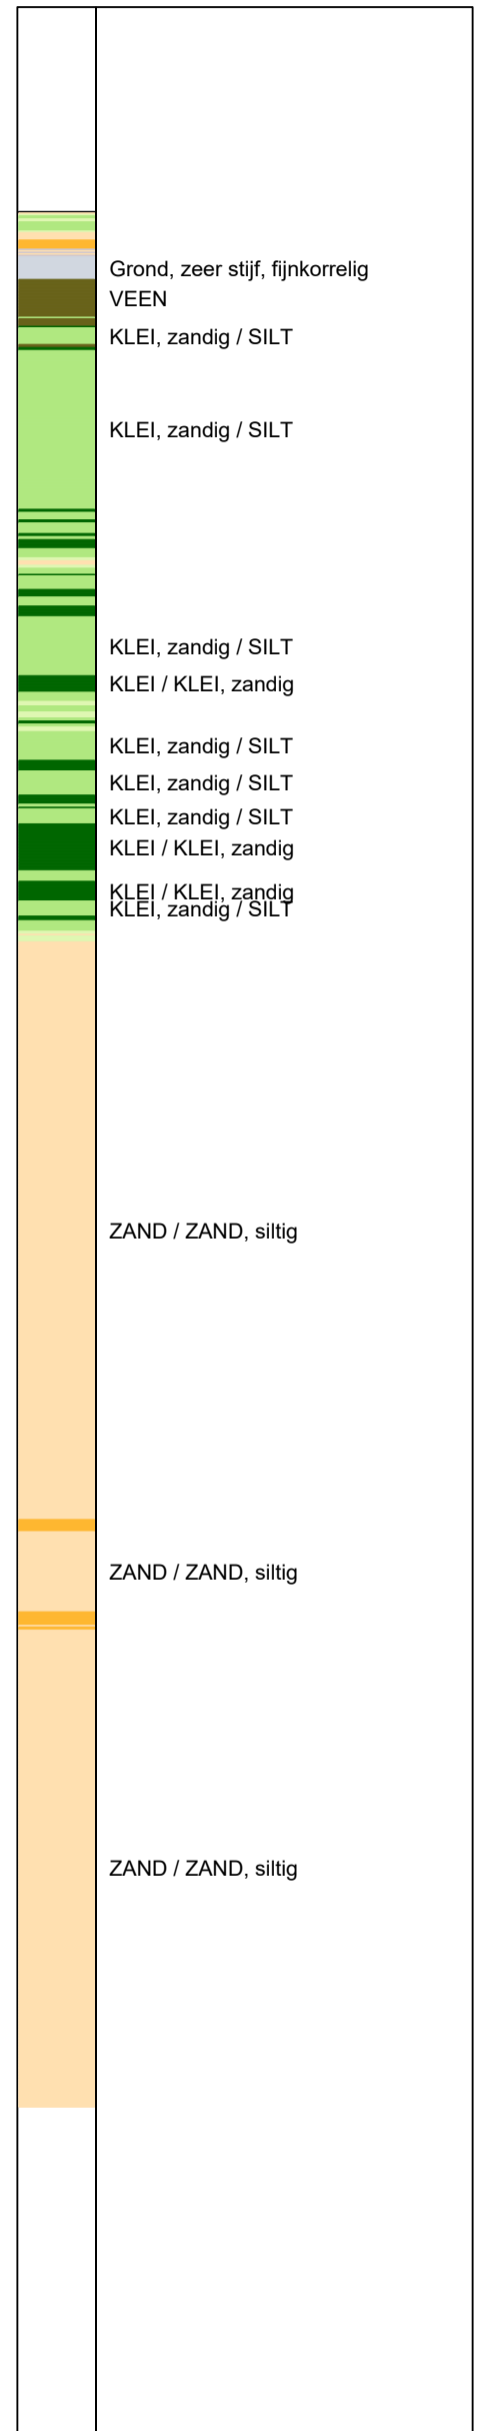 Grond, zeer stijf, fijnkorrelig
VEEN
KLEI, zandig / SILT
KLEI, zandig / SILT
KLEI, zandig / SILT
KLEI / KLEI, zandig
KLEI, zandig / SILT
KLEI, zandig / SILT
KLEI, zandig / SILT
KLEI / KLEI, zandig
KLEI / KLEI, zandig
KLEI, zandig / SILT
ZAND / ZAND, siltig
ZAND / ZAND, siltig
ZAND / ZAND, siltig